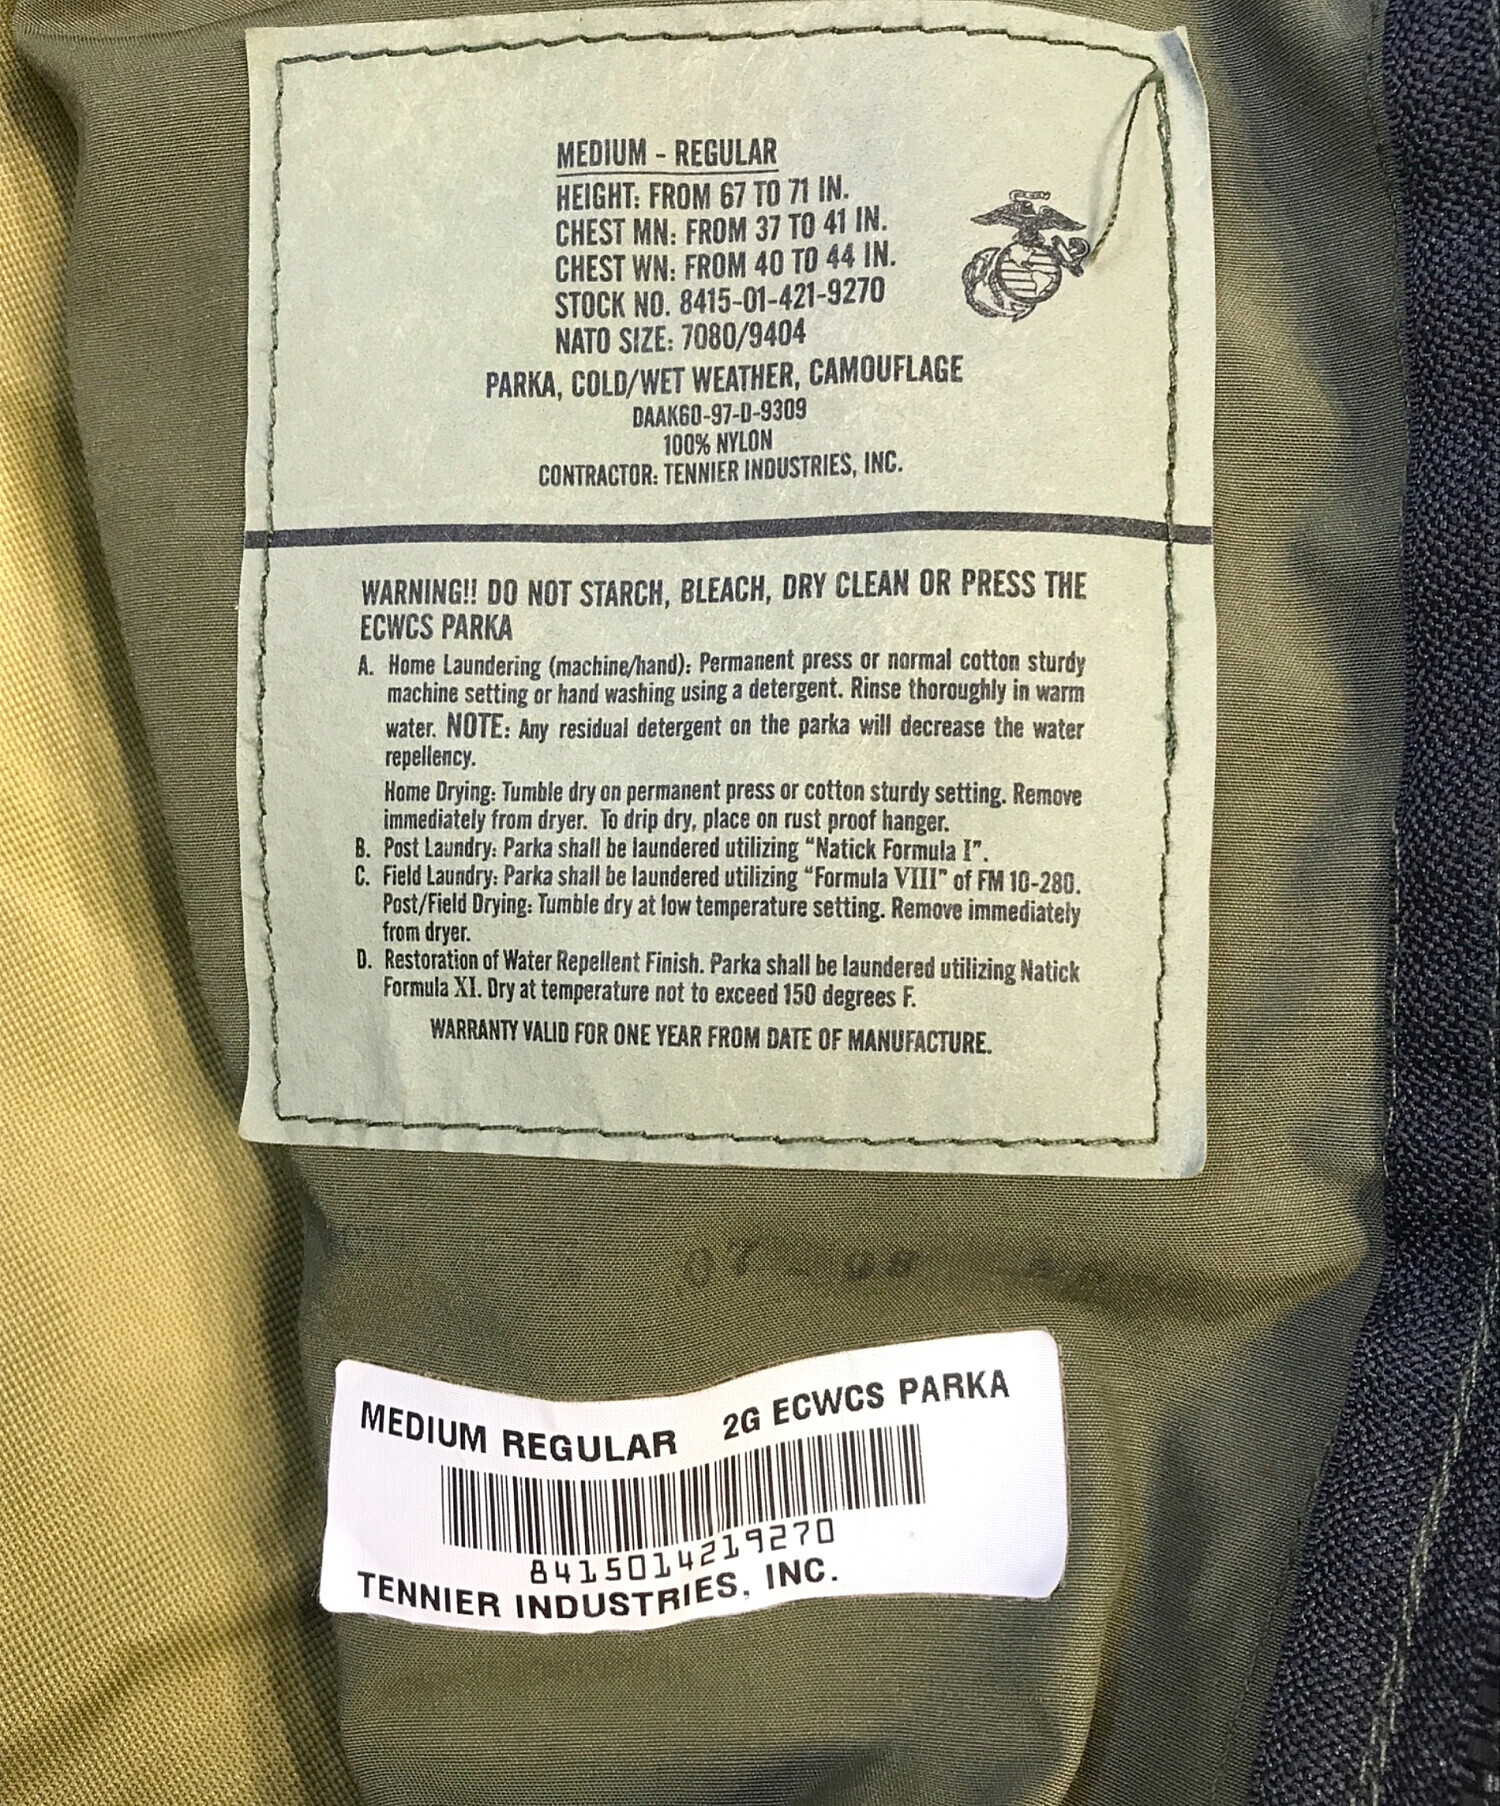 MEDIUM - REGULAR
HEIGHT: FROM 67 TO 71 IN.
CHEST MN: FROM 37 TO 41 IN.
CHEST WN: FROM 40 TO 44 IN.
STOCK NO. 8415-01-421-9270
NATO SIZE: 7080/9404
PARKA, COLD/WET WEATHER, CAMOUFLAGE
DAAK60-97-D-9309
100% NYLON
CONTRACTOR: TENNIER INDUSTRIES, INC.
WARNING!! DO NOT STARCH, BLEACH, DRY CLEAN OR PRESS THE
ECWCS PARKA
A. Home Laundering (machine/hand): Permanent press or normal cotton sturdy
machine setting or hand washing using a detergent. Rinse thoroughly in warm
water. NOTE: Any residual detergent on the parka will decrease the water
repellency.
Home Drying: Tumble dry on permanent press or cotton sturdy setting. Remove
immediately from dryer. To drip dry, place on rust proof hanger.
B. Post Laundry: Parka shall be laundered utilizing “Natick Formula I”.
C. Field Laundry: Parka shall be laundered utilizing “Formula VIII” of FM 10-280.
Post/Field Drying: Tumble dry at low temperature setting. Remove immediately
from dryer.
D. Restoration of Water Repellent Finish. Parka shall be laundered utilizing Natick
Formula XI. Dry at temperature not to exceed 150 degrees F.
WARRANTY VALID FOR ONE YEAR FROM DATE OF MANUFACTURE.
07
MEDIUM REGULAR 2G ECWCS PARKA
8415014219270
TENNIER INDUSTRIES, INC.